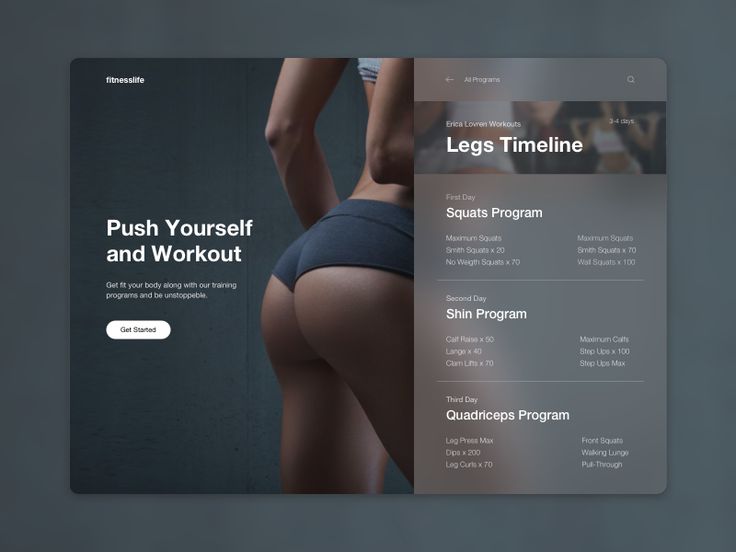 fitnesslife
Push Yourself
and Workout
Get fit your body along with our training
programs and be unstoppeble.
Get Started
All Programs
Erica Lovren Workouts
3-4 days
Legs Timeline
First Day
Squats Program
Maximum Squats
Smith Squats x 20
No Weigth Squats x 70
Maximum Squats
Smith Squats x 70
Wall Squats x 100
Second Day
Shin Program
Calf Raise x 50
Lange x 40
Clam Lifts x 70
Maximum Calfs
Step Ups x 100
Step Ups Max
Third Day
Quadriceps Program
Leg Press Max
Dips x 200
Leg Curls x 70
Front Squats
Walking Lunge
Pull-Through